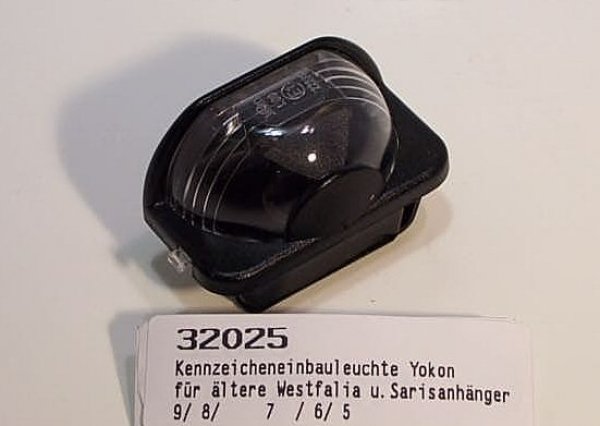 32025
Kennzeicheneinbauleuchte Yokon
für ältere Westfalia u. Sarisanhänger
9/ 8/ 7 / 6/ 5